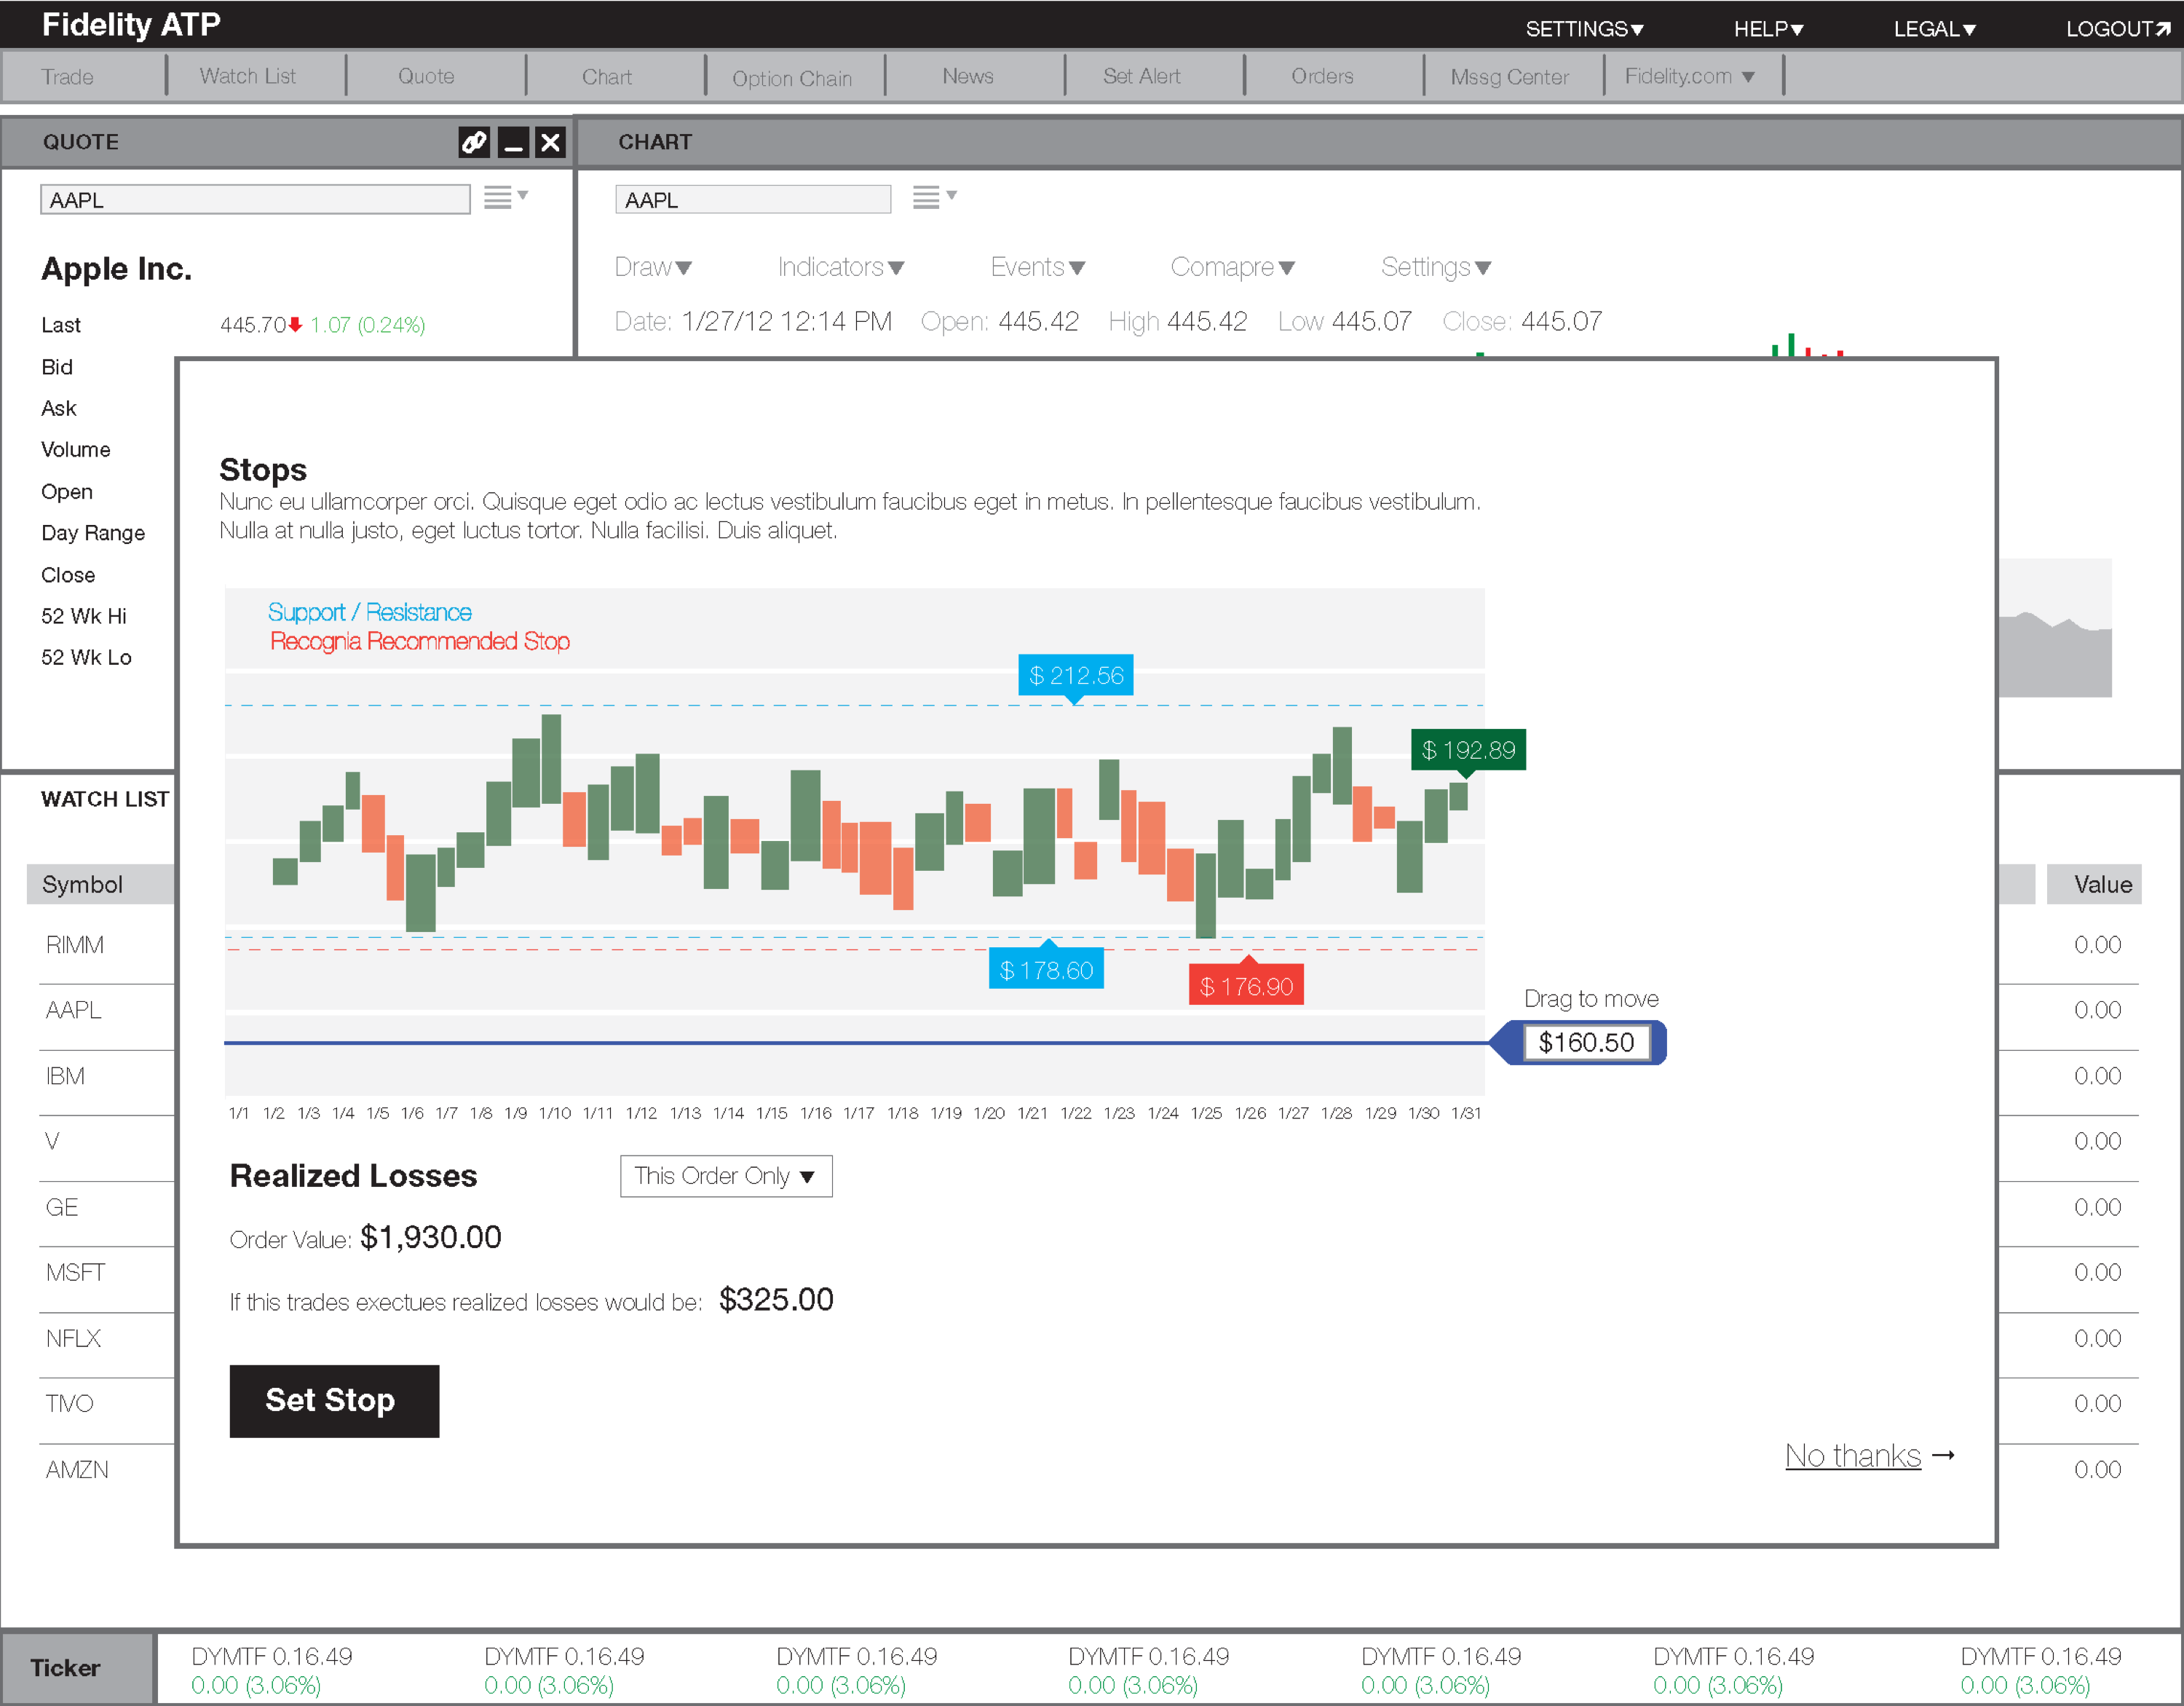 Fidelity ATP
SETTINGS▼ HELP▼ LEGAL▼ LOGOUT
Trade Watch List Quote Chart Option Chain News Set Alert Orders Mssg Center Fidelity.com ▼
QUOTE
CHART
AAPL
AAPL
Apple Inc.
Draw▼ Indicators▼ Events▼ Comapre▼ Settings▼
Last 445.70 1.07 (0.24%)
Date: 1/27/12 12:14 PM Open: 445.42 High 445.42 Low 445.07 Close: 445.07
Bid
Ask
Volume
Open
Day Range
Close
52 Wk Hi
52 Wk Lo
Stops
Nunc eu ullamcorper orci. Quisque eget odio ac lectus vestibulum faucibus eget in metus. In pellentesque faucibus vestibulum.
Nulla at nulla justo, eget luctus tortor. Nulla facilisi. Duis aliquet.
Support / Resistance
Recognia Recommended Stop
$ 212.56
$ 192.89
$ 178.60
$ 176.90
Drag to move
$160.50
1/1 1/2 1/3 1/4 1/5 1/6 1/7 1/8 1/9 1/10 1/11 1/12 1/13 1/14 1/15 1/16 1/17 1/18 1/19 1/20 1/21 1/22 1/23 1/24 1/25 1/26 1/27 1/28 1/29 1/30 1/31
Realized Losses
This Order Only ▼
Order Value: $1,930.00
If this trades exectues realized losses would be: $325.00
Set Stop
No thanks →
WATCH LIST
Symbol Value
RIMM 0.00
AAPL 0.00
IBM 0.00
V 0.00
GE 0.00
MSFT 0.00
NFLX 0.00
TIVO 0.00
AMZN 0.00
Ticker
DYMTF 0.16.49 DYMTF 0.16.49 DYMTF 0.16.49 DYMTF 0.16.49 DYMTF 0.16.49 DYMTF 0.16.49 DYMTF 0.16.49
0.00 (3.06%) 0.00 (3.06%) 0.00 (3.06%) 0.00 (3.06%) 0.00 (3.06%) 0.00 (3.06%) 0.00 (3.06%)